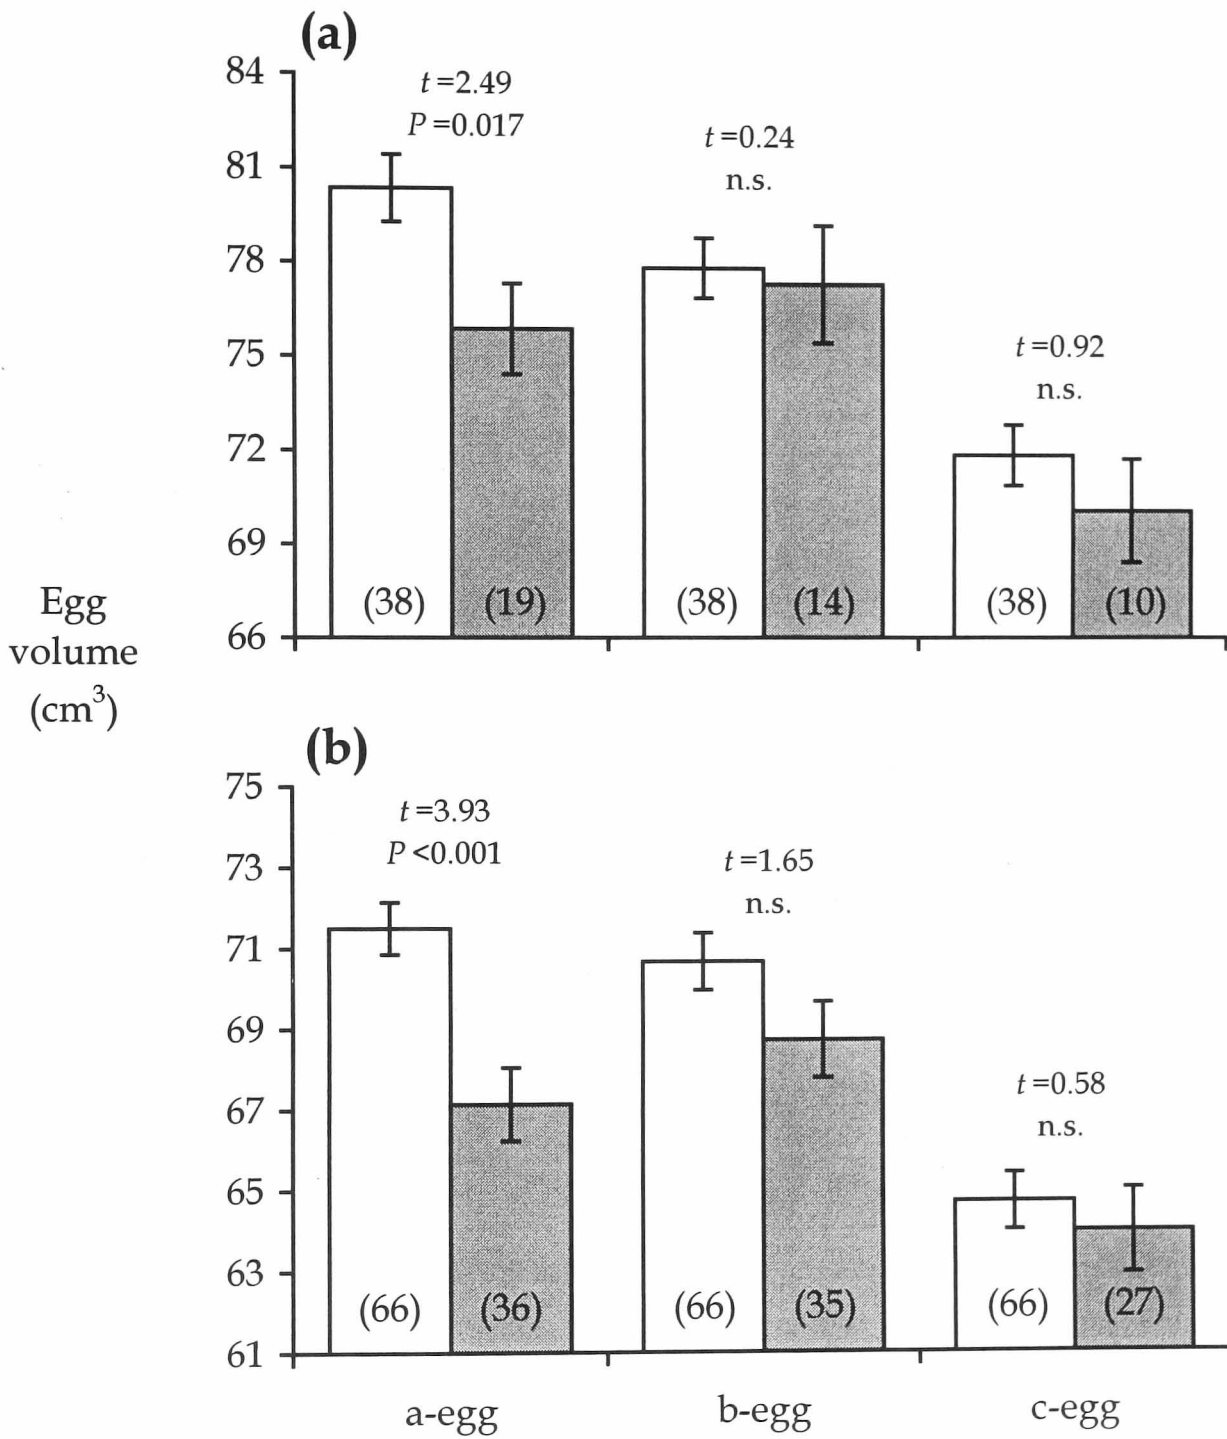 (a)
84
81
78
75
72
69
66
t=2.49
P=0.017
t=0.24
n.s.
t=0.92
n.s.
(38)
(19)
(38)
(14)
(38)
(10)
Egg
volume
(cm³)
(b)
75
73
71
69
67
65
63
61
t=3.93
P<0.001
t=1.65
n.s.
t=0.58
n.s.
(66)
(36)
(66)
(35)
(66)
(27)
a-egg
b-egg
c-egg